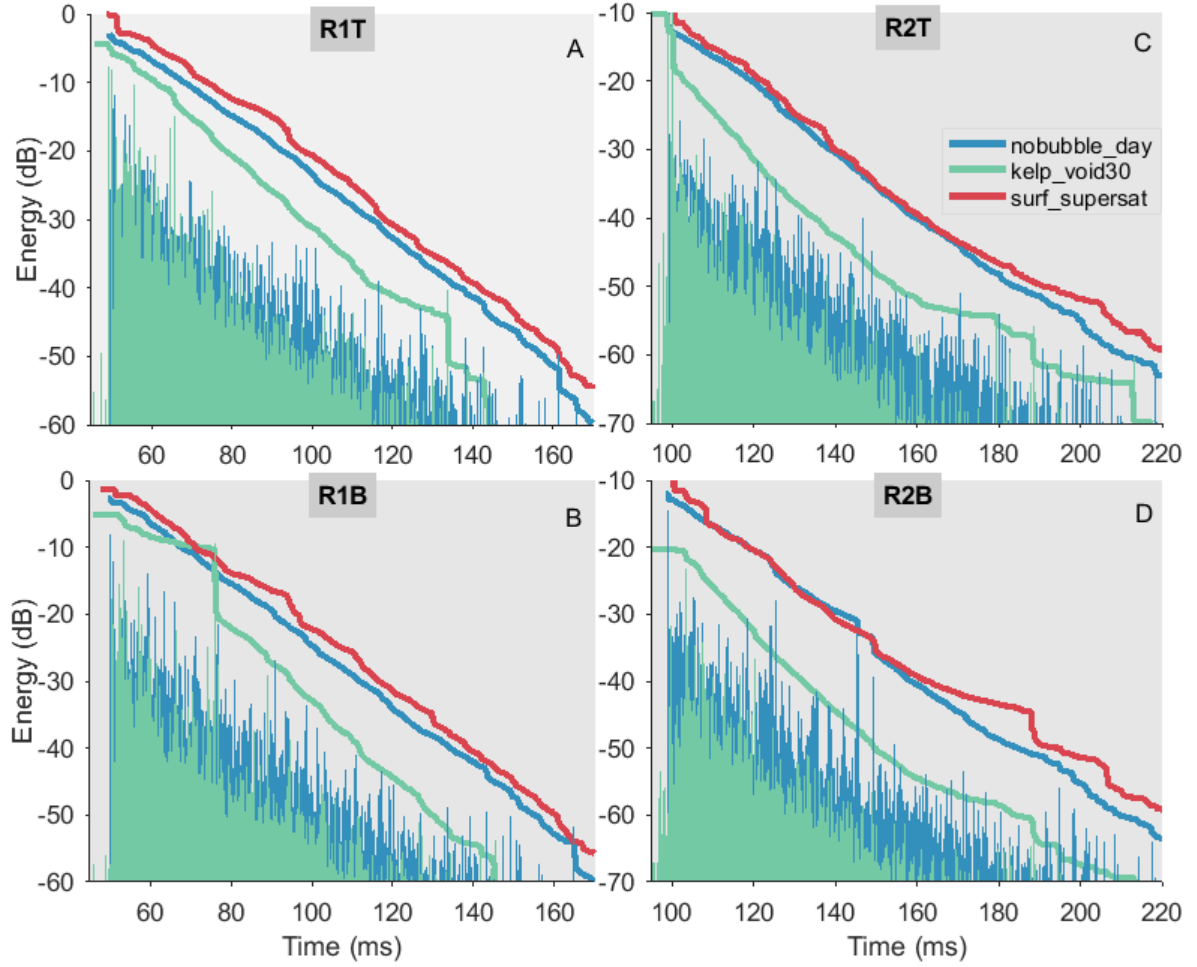 R1T
A
0
-10
-20
-30
-40
-50
-60
Energy (dB)
60 80 100 120 140 160
R2T
C
-10
-20
-30
-40
-50
-60
-70
nobubble_day
kelp_void30
surf_supersat
100 120 140 160 180 200 220
R1B
B
0
-10
-20
-30
-40
-50
-60
Energy (dB)
60 80 100 120 140 160
Time (ms)
R2B
D
-10
-20
-30
-40
-50
-60
-70
100 120 140 160 180 200 220
Time (ms)